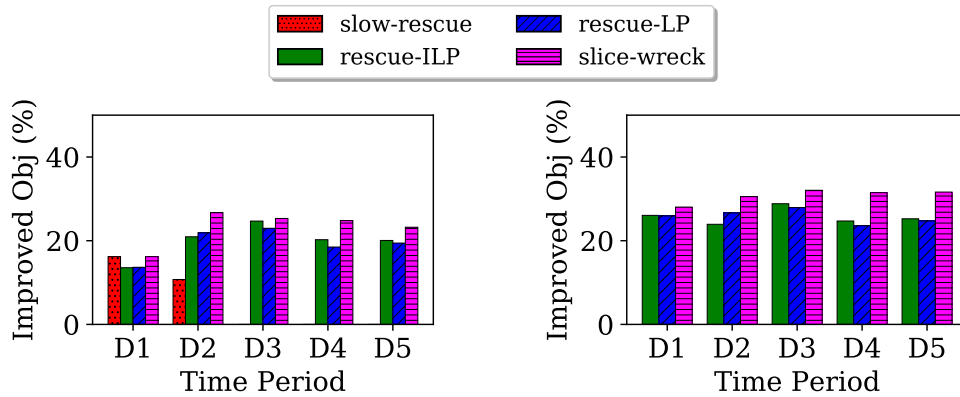 slow-rescue
rescue-ILP
rescue-LP
slice-wreck
Improved Obj (%)
40
20
0
D1 D2 D3 D4 D5
Time Period
Improved Obj (%)
40
20
0
D1 D2 D3 D4 D5
Time Period